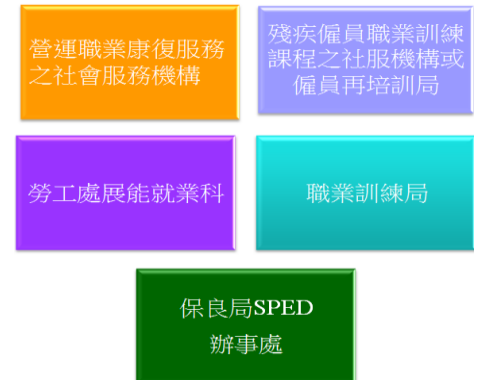 營運職業康復服務
之社會服務機構
殘疾僱員職業訓練
課程之社服機構或
僱員再培訓局
勞工處展能就業科
職業訓練局
保良局SPED
辦事處